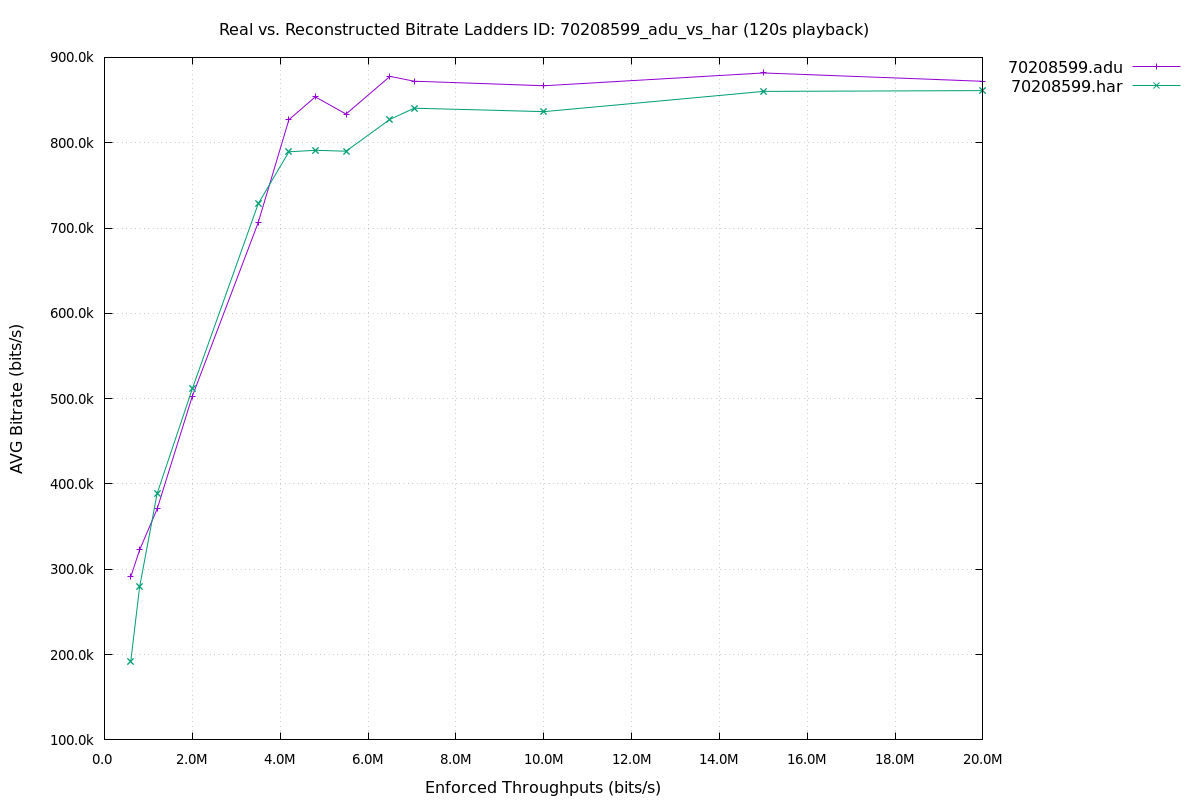 Real vs. Reconstructed Bitrate Ladders ID: 70208599_adu_vs_har (120s playback)
70208599.adu
70208599.har
900.0k
800.0k
700.0k
600.0k
500.0k
400.0k
300.0k
200.0k
100.0k
AVG Bitrate (bits/s)
0.0 2.0M 4.0M 6.0M 8.0M 10.0M 12.0M 14.0M 16.0M 18.0M 20.0M
Enforced Throughputs (bits/s)